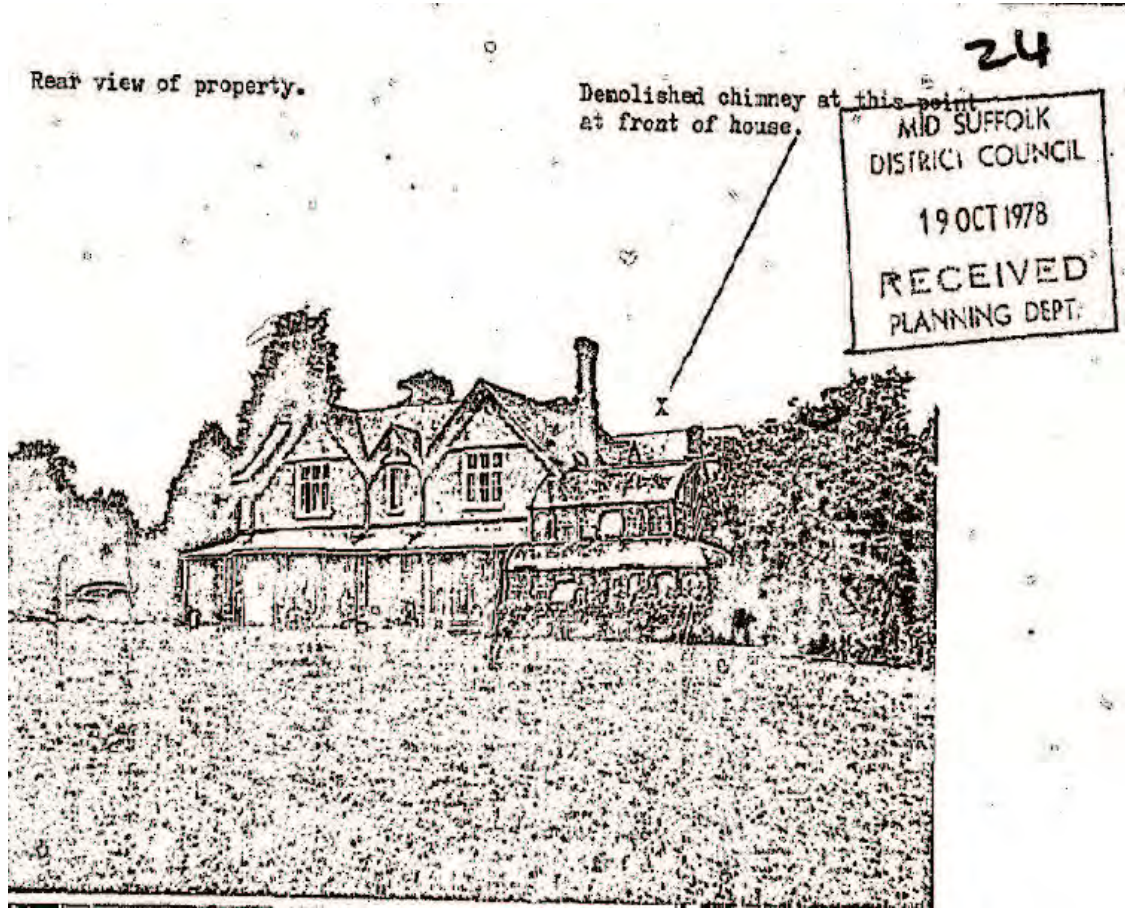 24
Rear view of property.
Demolished chimney at this point
at front of house.
X
MID SUFFOLK
DISTRICT COUNCIL
19 OCT 1978
RECEIVED
PLANNING DEPT.